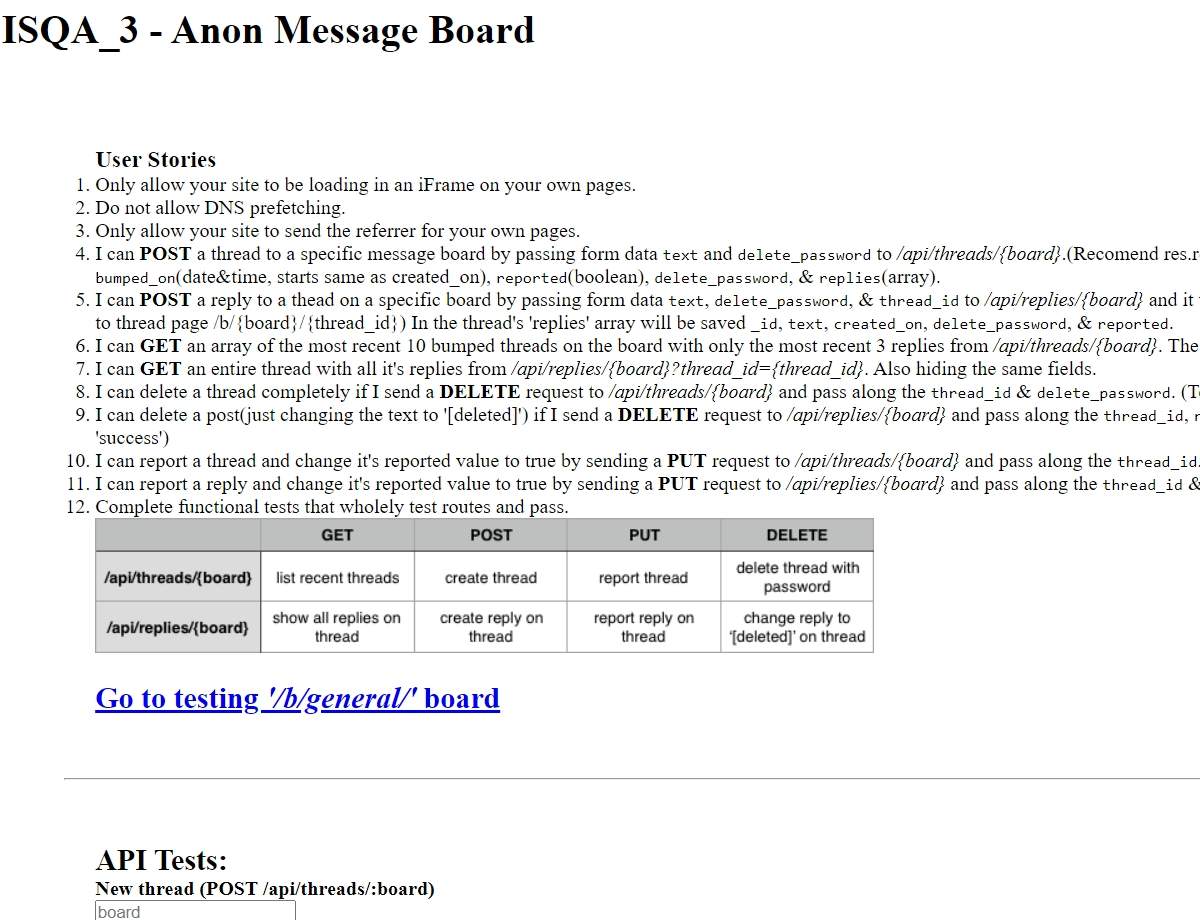 ISQA_3 - Anon Message Board
User Stories
1. Only allow your site to be loading in an iFrame on your own pages.
2. Do not allow DNS prefetching.
3. Only allow your site to send the referrer for your own pages.
4. I can POST a thread to a specific message board by passing form data text and delete_password to /api/threads/{board}.(Recomend res.r
bumped_on(date&time, starts same as created_on), reported(boolean), delete_password, & replies(array).
5. I can POST a reply to a thead on a specific board by passing form data text, delete_password, & thread_id to /api/replies/{board} and it
to thread page /b/{board}/{thread_id}) In the thread's 'replies' array will be saved _id, text, created_on, delete_password, & reported.
6. I can GET an array of the most recent 10 bumped threads on the board with only the most recent 3 replies from /api/threads/{board}. The
7. I can GET an entire thread with all it's replies from /api/replies/{board}?thread_id={thread_id}. Also hiding the same fields.
8. I can delete a thread completely if I send a DELETE request to /api/threads/{board} and pass along the thread_id & delete_password. (T
9. I can delete a post(just changing the text to '[deleted]') if I send a DELETE request to /api/replies/{board} and pass along the thread_id, r
'success')
10. I can report a thread and change it's reported value to true by sending a PUT request to /api/threads/{board} and pass along the thread_id.
11. I can report a reply and change it's reported value to true by sending a PUT request to /api/replies/{board} and pass along the thread_id &
12. Complete functional tests that wholely test routes and pass.
GET POST PUT DELETE
/api/threads/{board} list recent threads create thread report thread delete thread with
password
/api/replies/{board} show all replies on
thread create reply on
thread report reply on
thread change reply to
'[deleted]' on thread
Go to testing '/b/general/' board
API Tests:
New thread (POST /api/threads/:board)
board